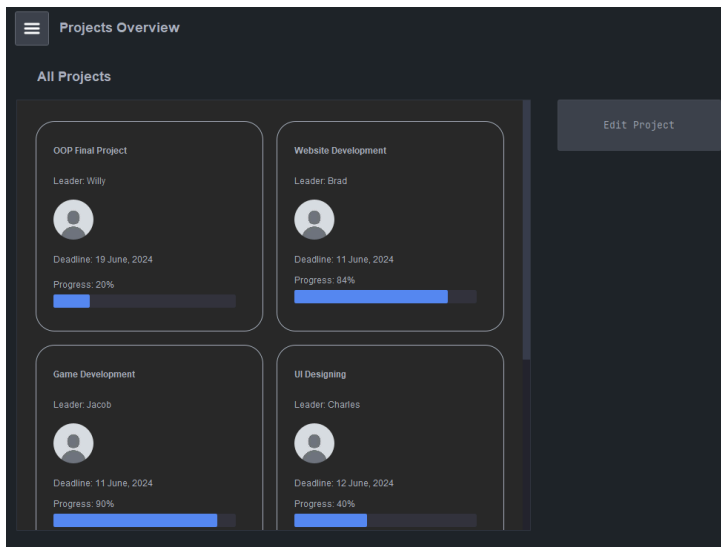 Projects Overview
All Projects
Edit Project
OOP Final Project
Leader: Willy
Deadline: 19 June, 2024
Progress: 20%
Website Development
Leader: Brad
Deadline: 11 June, 2024
Progress: 84%
Game Development
Leader: Jacob
Deadline: 11 June, 2024
Progress: 90%
UI Designing
Leader: Charles
Deadline: 12 June, 2024
Progress: 40%